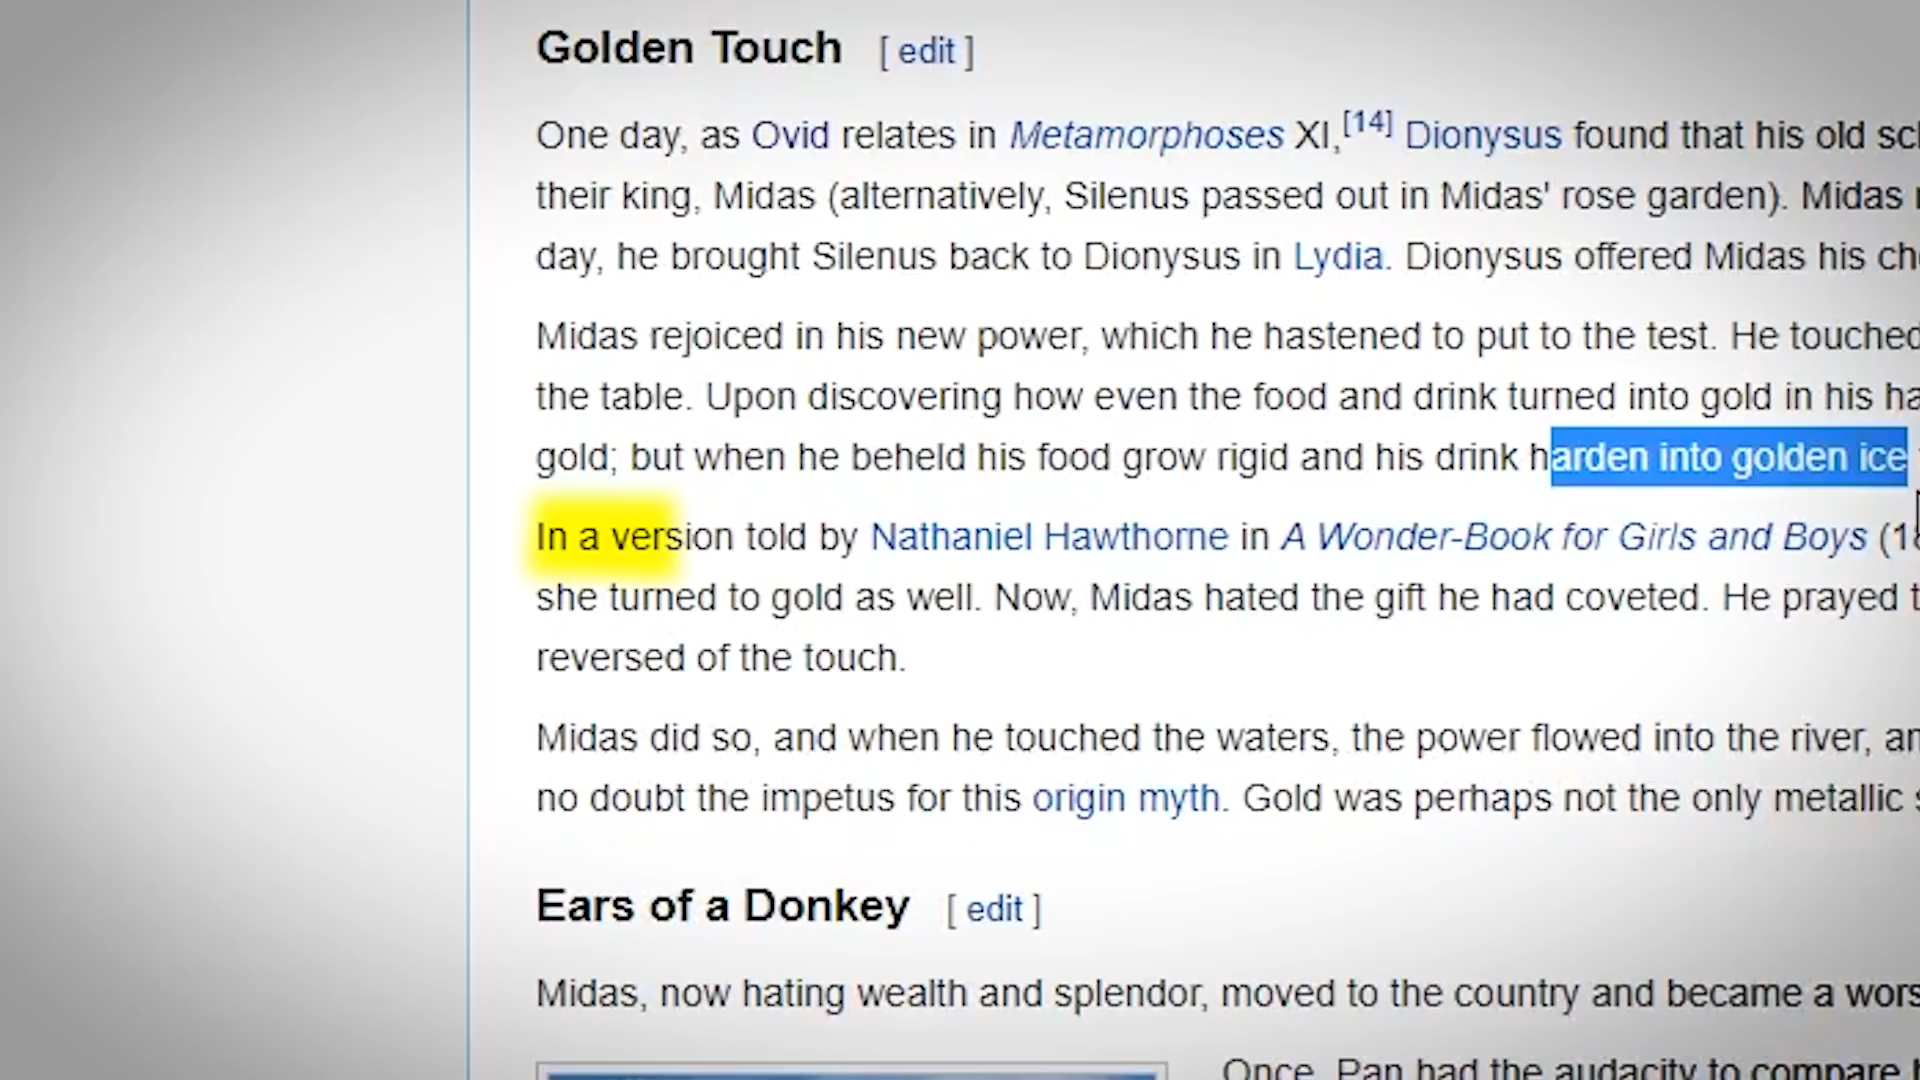 Golden Touch [ edit ]
One day, as Ovid relates in Metamorphoses XI,[14] Dionysus found that his old
their king, Midas (alternatively, Silenus passed out in Midas' rose garden). Midas
day, he brought Silenus back to Dionysus in Lydia. Dionysus offered Midas his
Midas rejoiced in his new power, which he hastened to put to the test. He touched
the table. Upon discovering how even the food and drink turned into gold in his
gold; but when he beheld his food grow rigid and his drink harden into golden ice
In a version told by Nathaniel Hawthorne in A Wonder-Book for Girls and Boys
she turned to gold as well. Now, Midas hated the gift he had coveted. He prayed
reversed of the touch.
Midas did so, and when he touched the waters, the power flowed into the river,
no doubt the impetus for this origin myth. Gold was perhaps not the only metallic
Ears of a Donkey [ edit ]
Midas, now hating wealth and splendor, moved to the country and became a
Once, Pan had the audacity to compare